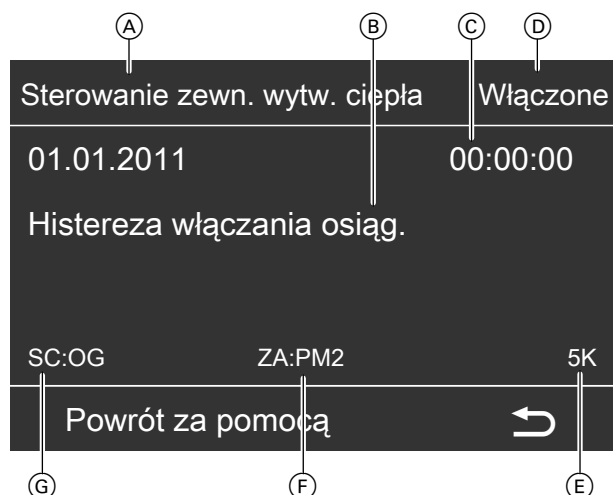 A B C D
Sterowanie zewn. wytw. ciepła Włączone
01.01.2011 00:00:00
Histereza włączania osiąg.
SC:OG ZA:PM2 5K
Powrót za pomocą
G F E